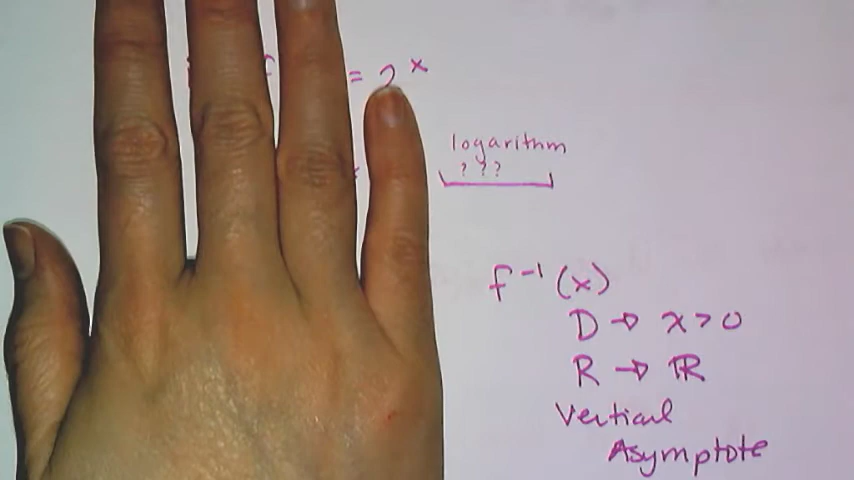 = 2^x
logarithm
???
f⁻¹(x)
D → x > 0
R → ℝ
Vertical
Asymptote